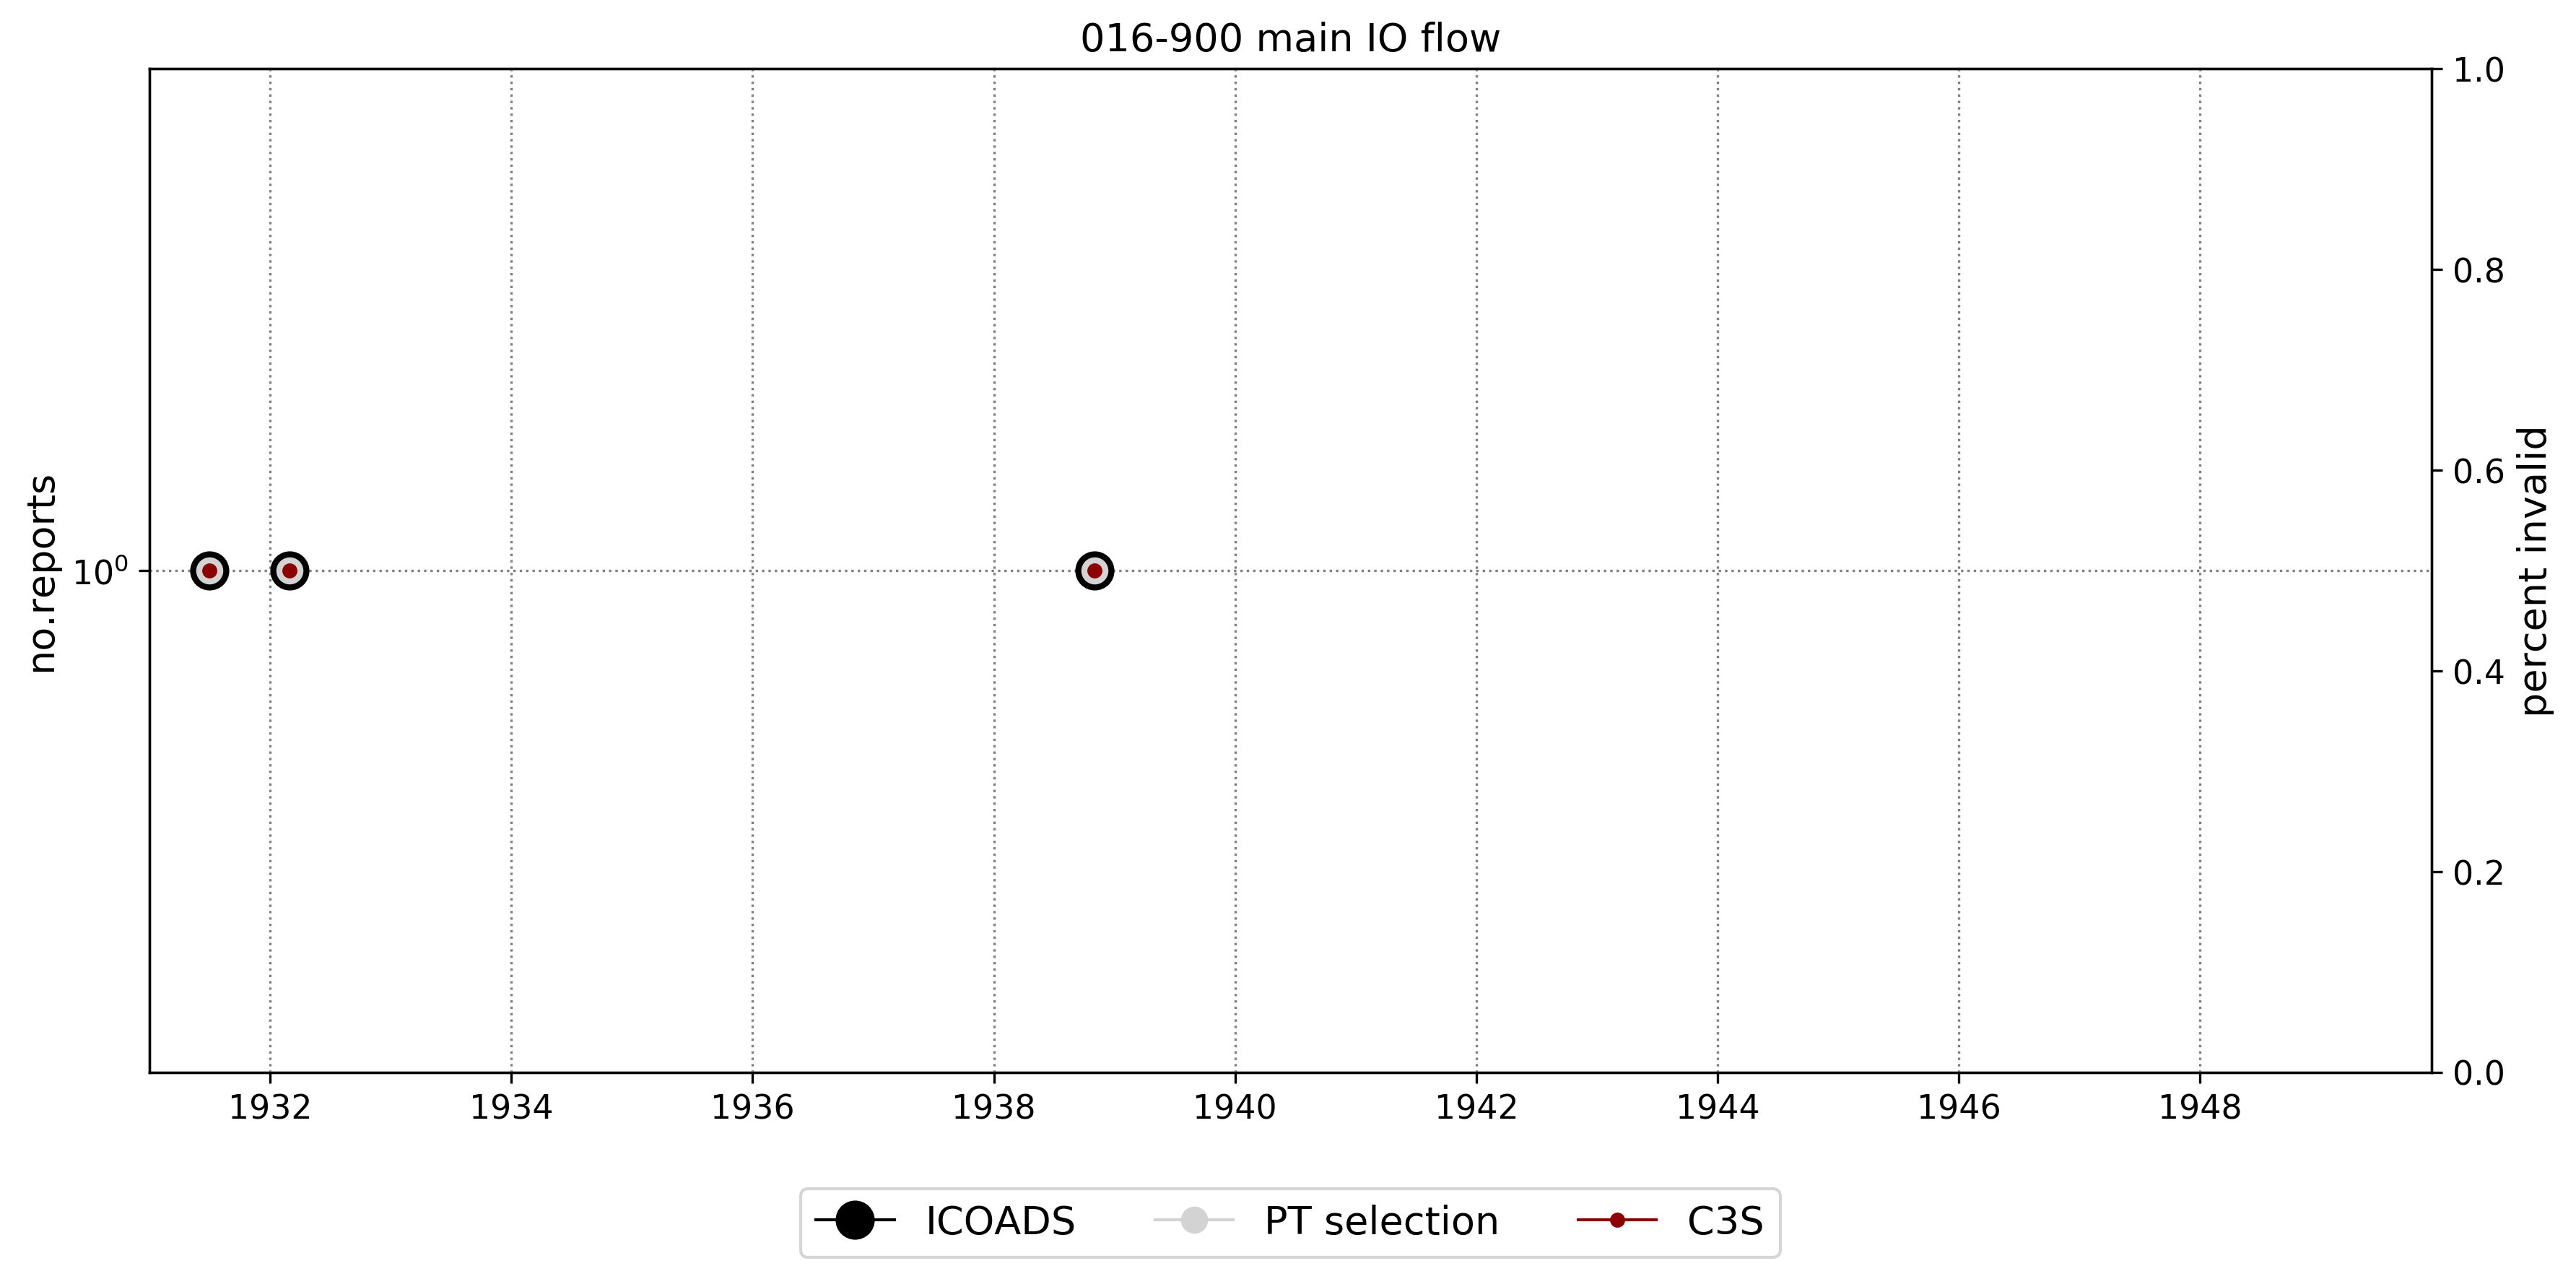 016-900 main IO flow
no.reports
10⁰
1.0
0.8
0.6
0.4
0.2
0.0
percent invalid
1932 1934 1936 1938 1940 1942 1944 1946 1948
ICOADS PT selection C3S